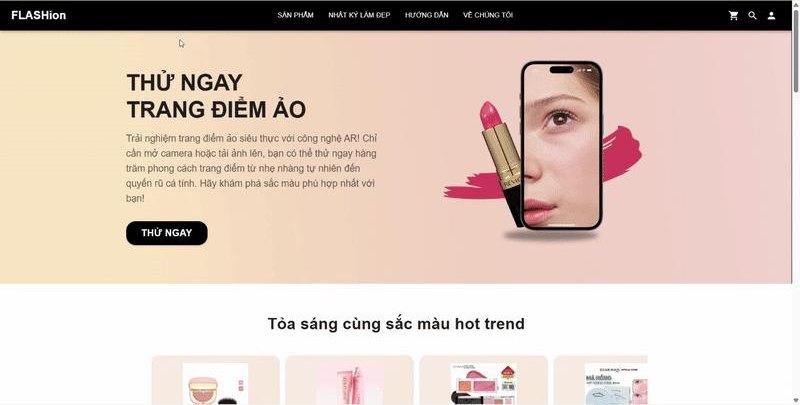 FLASHion
SẢN PHẨM
NHẬT KÝ LÀM ĐẸP
HƯỚNG DẪN
VỀ CHÚNG TÔI
THỬ NGAY
TRANG ĐIỂM ẢO
Trải nghiệm trang điểm ảo siêu thực với công nghệ AR! Chỉ
cần mở camera hoặc tải ảnh lên, bạn có thể thử ngay hàng
trăm phong cách trang điểm từ nhẹ nhàng tự nhiên đến
quyến rũ cá tính. Hãy khám phá sắc màu phù hợp nhất với
bạn!
THỬ NGAY
REVLON
Tỏa sáng cùng sắc màu hot trend
MÃ HỒNG